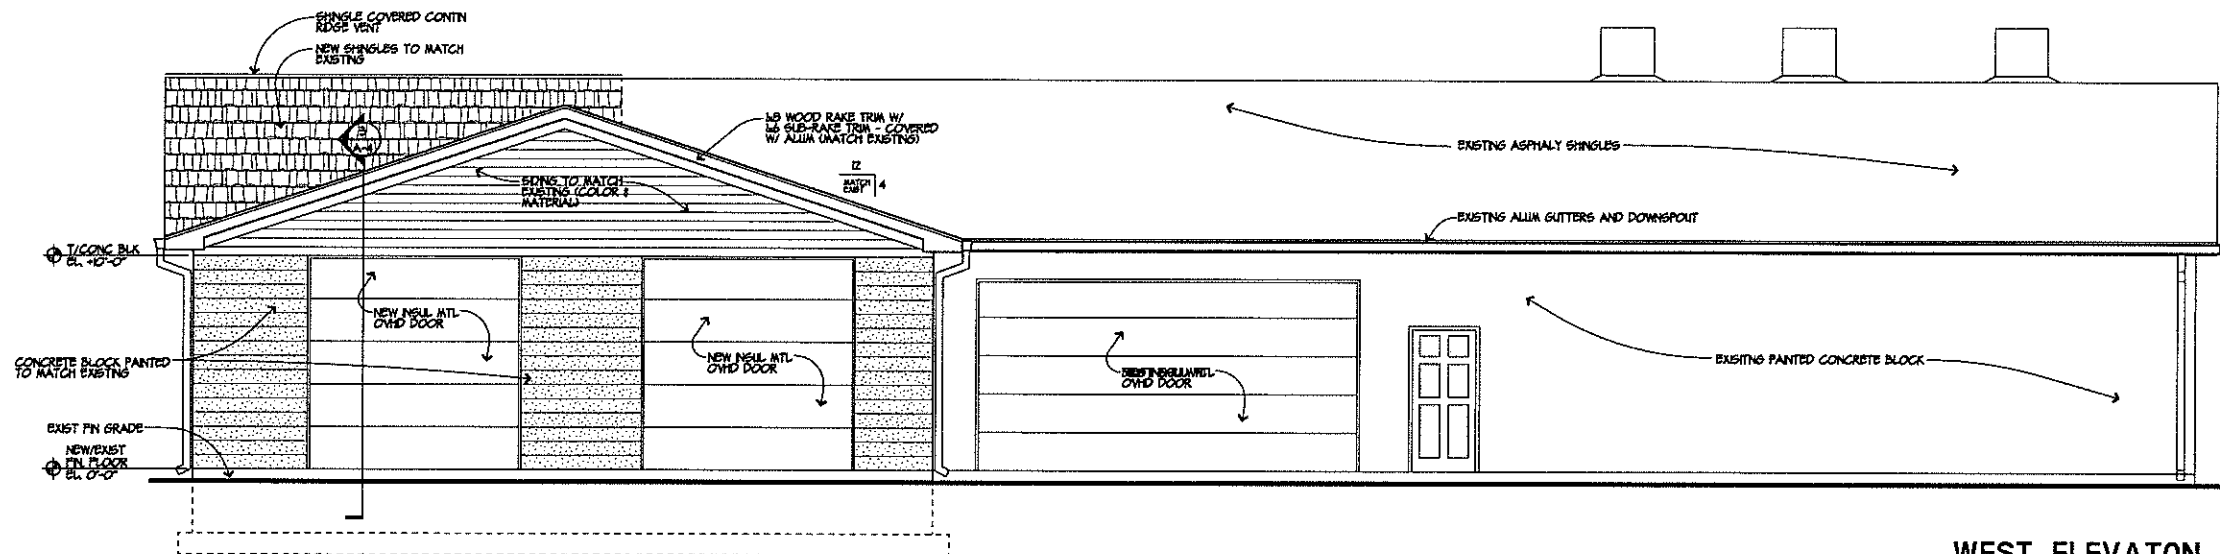 SHINGLE COVERED CONTIN
RIDGE VENT
NEW SHINGLES TO MATCH
EXISTING
1x8 WOOD RAKE TRIM W/
1x6 SUB-RAKE TRIM - COVERED
W/ ALUM (MATCH EXISTING)
A-4
12
MATCH
EXIST
4
SIDING TO MATCH
EXISTING (COLOR &
MATERIAL)
EXISTING ASPHALY SHINGLES
EXISTING ALUM GUTTERS AND DOWNSPOUT
T/CONC BLK
EL. +10'-0"
NEW INSUL MTL
OVHD DOOR
NEW INSUL MTL
OVHD DOOR
OVHD DOOR
EXISITNG PAINTED CONCRETE BLOCK
CONCRETE BLOCK PAINTED
TO MATCH EXISTING
EXIST FIN GRADE
NEW/EXIST
FIN. FLOOR
EL. 0'-0"
WEST ELEVATON